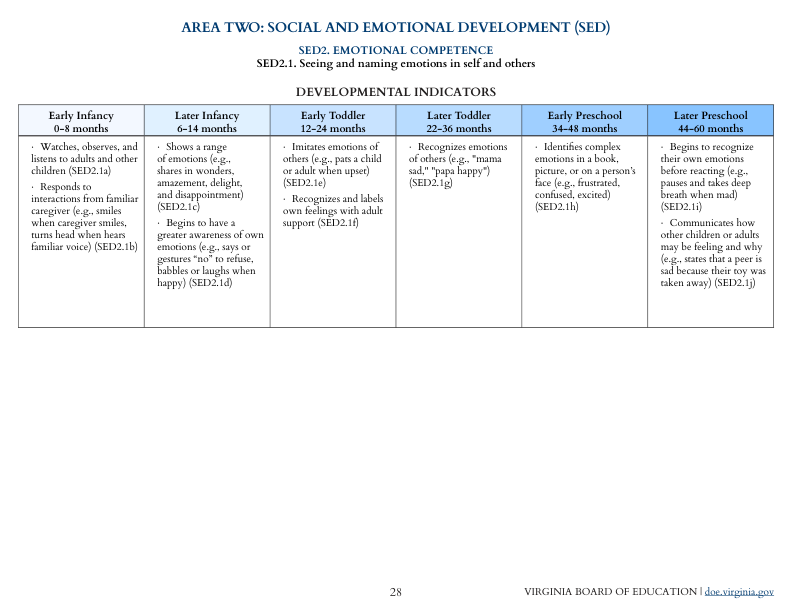 AREA TWO: SOCIAL AND EMOTIONAL DEVELOPMENT (SED)
SED2. EMOTIONAL COMPETENCE
SED2.1. Seeing and naming emotions in self and others
DEVELOPMENTAL INDICATORS
Early Infancy
0–8 months
· Watches, observes, and
listens to adults and other
children (SED2.1a)
· Responds to
interactions from familiar
caregiver (e.g., smiles
when caregiver smiles,
turns head when hears
familiar voice) (SED2.1b)
Later Infancy
6–14 months
· Shows a range
of emotions (e.g.,
shares in wonders,
amazement, delight,
and disappointment)
(SED2.1c)
· Begins to have a
greater awareness of own
emotions (e.g., says or
gestures “no” to refuse,
babbles or laughs when
happy) (SED2.1d)
Early Toddler
12–24 months
· Imitates emotions of
others (e.g., pats a child
or adult when upset)
(SED2.1e)
· Recognizes and labels
own feelings with adult
support (SED2.1f)
Later Toddler
22–36 months
· Recognizes emotions
of others (e.g., "mama
sad," "papa happy")
(SED2.1g)
Early Preschool
34–48 months
· Identifies complex
emotions in a book,
picture, or on a person’s
face (e.g., frustrated,
confused, excited)
(SED2.1h)
Later Preschool
44–60 months
· Begins to recognize
their own emotions
before reacting (e.g.,
pauses and takes deep
breath when mad)
(SED2.1i)
· Communicates how
other children or adults
may be feeling and why
(e.g., states that a peer is
sad because their toy was
taken away) (SED2.1j)
28
VIRGINIA BOARD OF EDUCATION | doe.virginia.gov